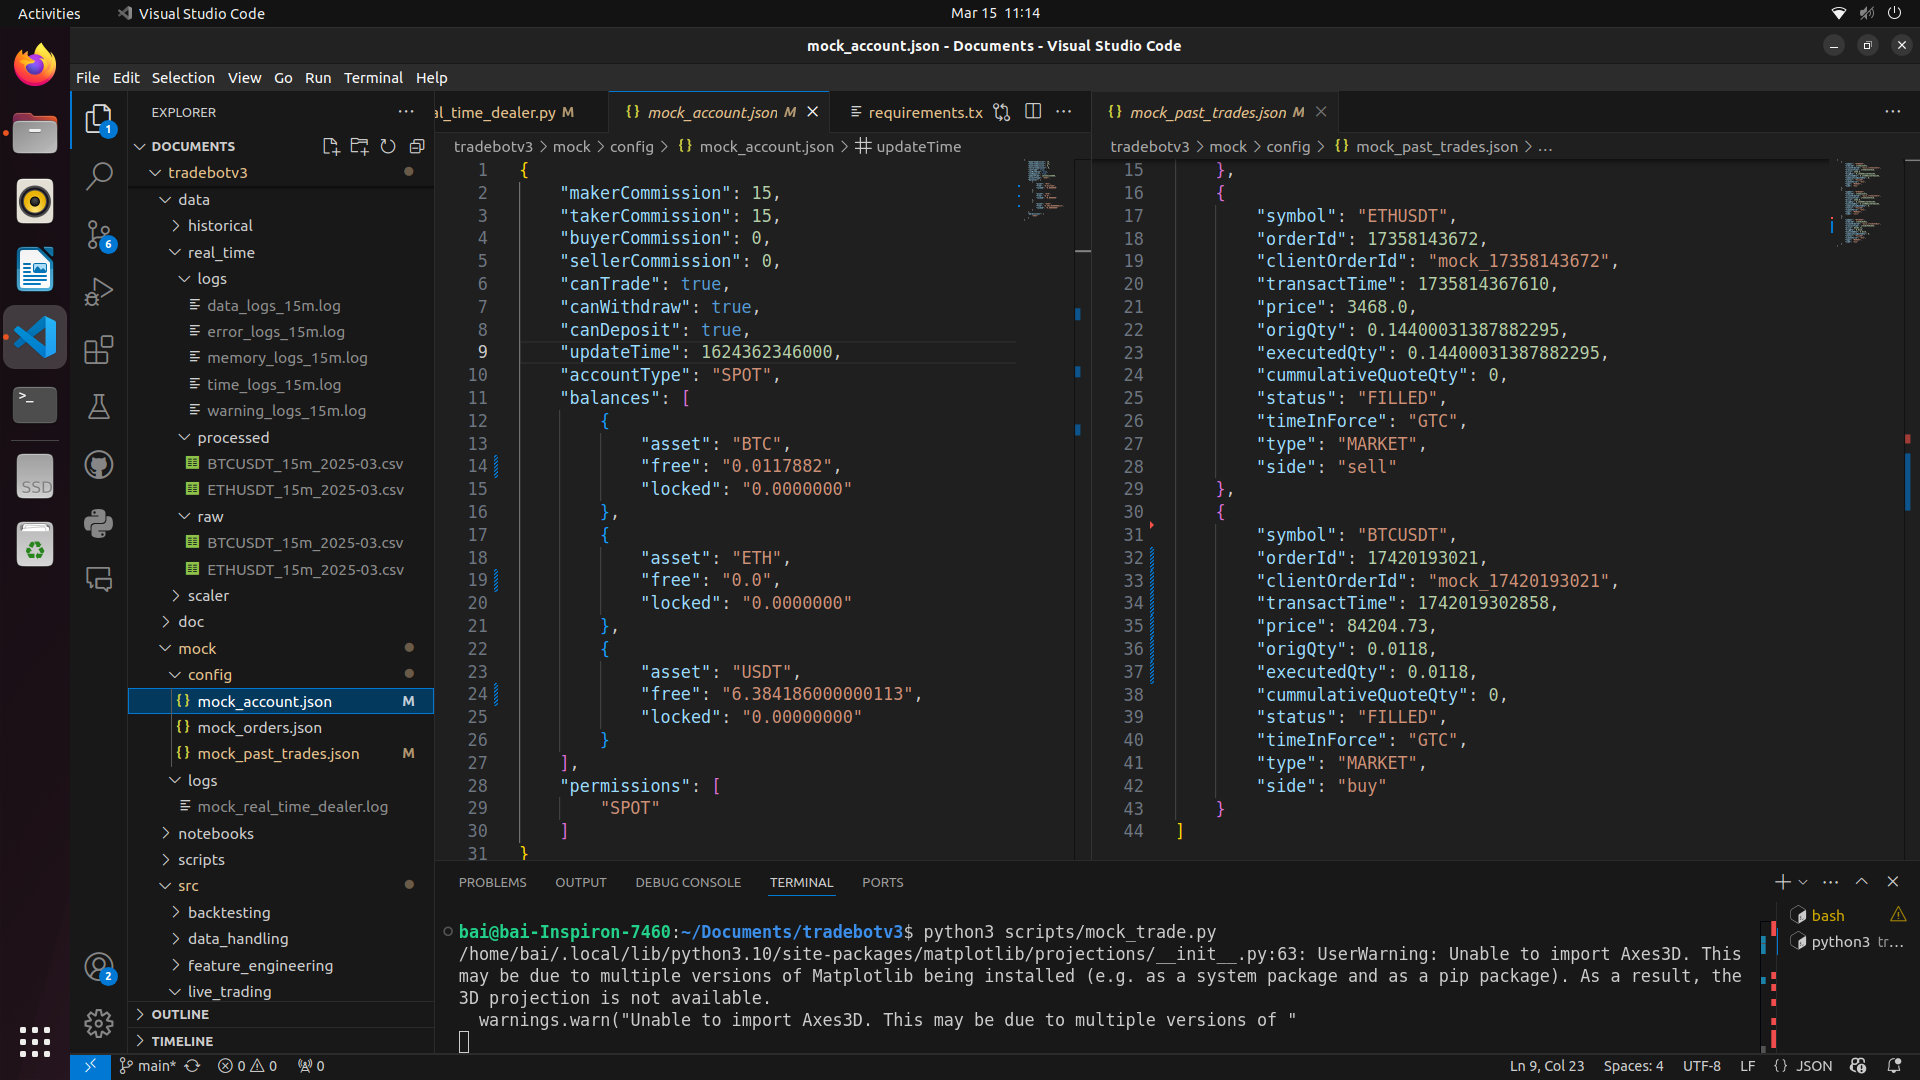 Activities
Visual Studio Code
Mar 15 11:14
mock_account.json - Documents - Visual Studio Code
File Edit Selection View Go Run Terminal Help
1
6
2
SSD
EXPLORER
DOCUMENTS
tradebotv3
data
historical
real_time
logs
data_logs_15m.log
error_logs_15m.log
memory_logs_15m.log
time_logs_15m.log
warning_logs_15m.log
processed
BTCUSDT_15m_2025-03.csv
ETHUSDT_15m_2025-03.csv
raw
BTCUSDT_15m_2025-03.csv
ETHUSDT_15m_2025-03.csv
scaler
doc
mock
config
mock_account.json M
mock_orders.json
mock_past_trades.json M
logs
mock_real_time_dealer.log
notebooks
scripts
src
backtesting
data_handling
feature_engineering
live_trading
OUTLINE
TIMELINE
al_time_dealer.py M
{} mock_account.json M
requirements.tx
tradebotv3 > mock > config > {} mock_account.json > updateTime
1 {
2 "makerCommission": 15,
3 "takerCommission": 15,
4 "buyerCommission": 0,
5 "sellerCommission": 0,
6 "canTrade": true,
7 "canWithdraw": true,
8 "canDeposit": true,
9 "updateTime": 1624362346000,
10 "accountType": "SPOT",
11 "balances": [
12 {
13 "asset": "BTC",
14 "free": "0.0117882",
15 "locked": "0.0000000"
16 },
17 {
18 "asset": "ETH",
19 "free": "0.0",
20 "locked": "0.0000000"
21 },
22 {
23 "asset": "USDT",
24 "free": "6.384186000000113",
25 "locked": "0.00000000"
26 }
27 ],
28 "permissions": [
29 "SPOT"
30 ]
31 }
{} mock_past_trades.json M
tradebotv3 > mock > config > {} mock_past_trades.json > ...
15 },
16 {
17 "symbol": "ETHUSDT",
18 "orderId": 17358143672,
19 "clientOrderId": "mock_17358143672",
20 "transactTime": 1735814367610,
21 "price": 3468.0,
22 "origQty": 0.14400031387882295,
23 "executedQty": 0.14400031387882295,
24 "cummulativeQuoteQty": 0,
25 "status": "FILLED",
26 "timeInForce": "GTC",
27 "type": "MARKET",
28 "side": "sell"
29 },
30 {
31 "symbol": "BTCUSDT",
32 "orderId": 17420193021,
33 "clientOrderId": "mock_17420193021",
34 "transactTime": 1742019302858,
35 "price": 84204.73,
36 "origQty": 0.0118,
37 "executedQty": 0.0118,
38 "cummulativeQuoteQty": 0,
39 "status": "FILLED",
40 "timeInForce": "GTC",
41 "type": "MARKET",
42 "side": "buy"
43 }
44 ]
PROBLEMS OUTPUT DEBUG CONSOLE TERMINAL PORTS
bai@bai-Inspiron-7460:~/Documents/tradebotv3$ python3 scripts/mock_trade.py
/home/bai/.local/lib/python3.10/site-packages/matplotlib/projections/__init__.py:63: UserWarning: Unable to import Axes3D. This
may be due to multiple versions of Matplotlib being installed (e.g. as a system package and as a pip package). As a result, the
3D projection is not available.
warnings.warn("Unable to import Axes3D. This may be due to multiple versions of "
bash
python3 tr...
main* 0 0 0
Ln 9, Col 23 Spaces: 4 UTF-8 LF {} JSON